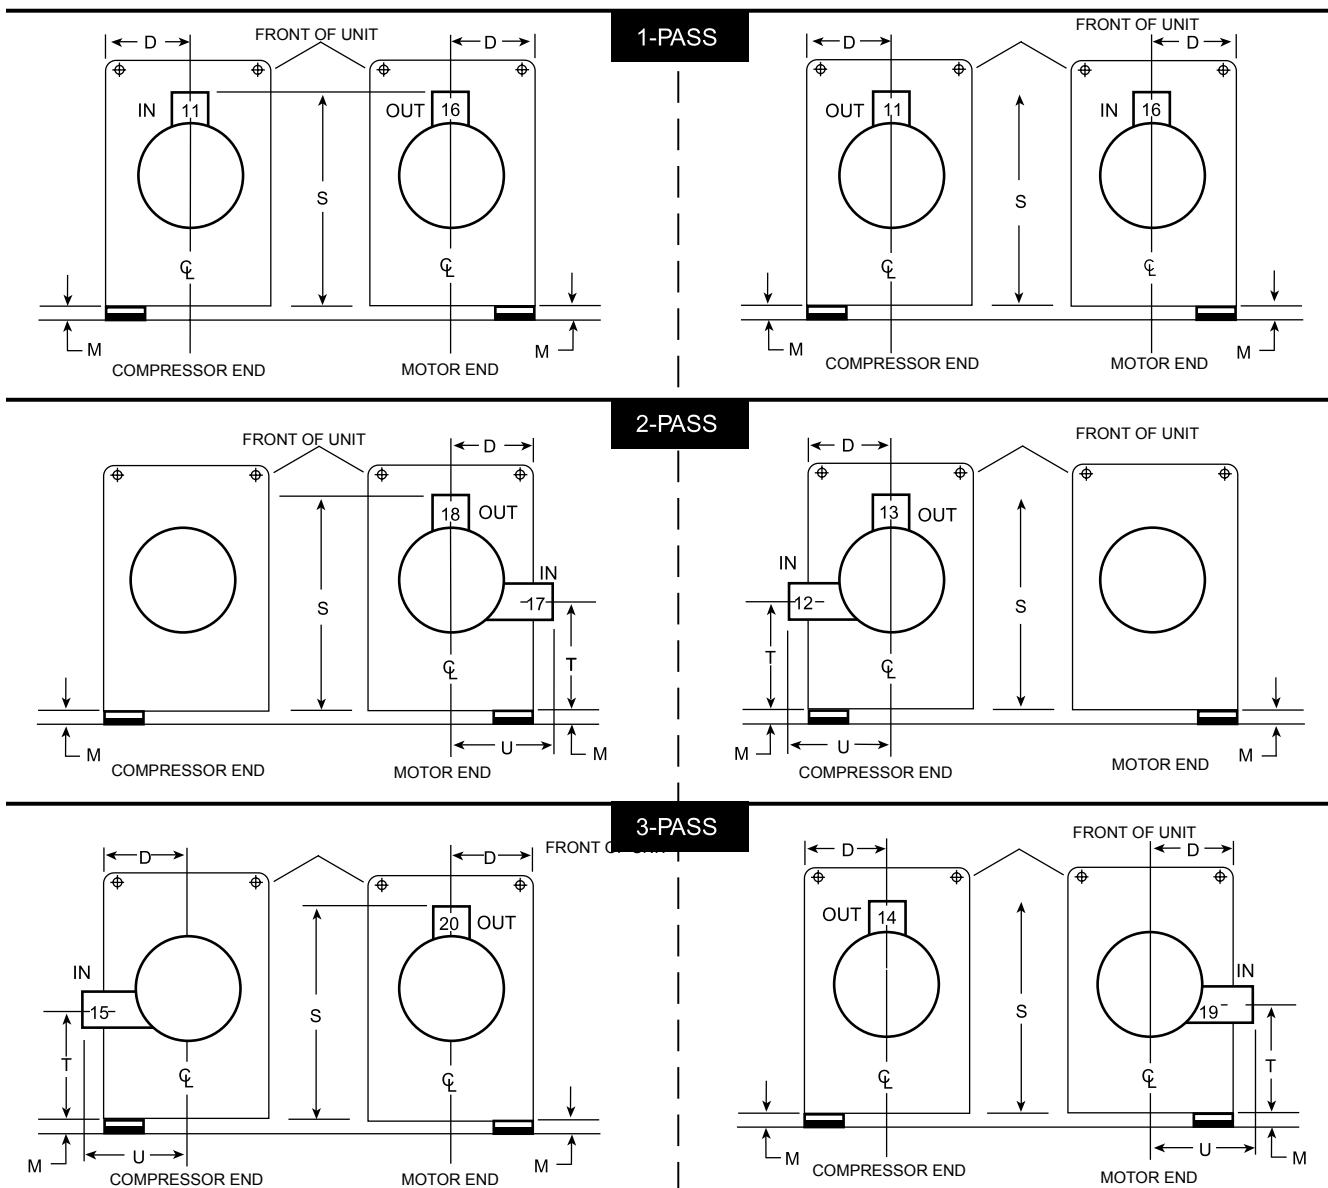 1-PASS
D
FRONT OF UNIT
D
IN
11
OUT
16
S
℄
℄
M
M
COMPRESSOR END
MOTOR END
FRONT OF UNIT
D
D
OUT
11
IN
16
S
℄
℄
M
M
COMPRESSOR END
MOTOR END
2-PASS
FRONT OF UNIT
D
18
OUT
IN
17
S
T
℄
M
U
M
COMPRESSOR END
MOTOR END
FRONT OF UNIT
D
13
OUT
IN
12
S
T
℄
M
U
M
COMPRESSOR END
MOTOR END
3-PASS
D
D
FRONT OF UNIT
20
OUT
IN
15
S
T
℄
℄
M
U
M
COMPRESSOR END
MOTOR END
FRONT OF UNIT
D
D
OUT
14
IN
19
S
T
℄
℄
M
U
M
COMPRESSOR END
MOTOR END